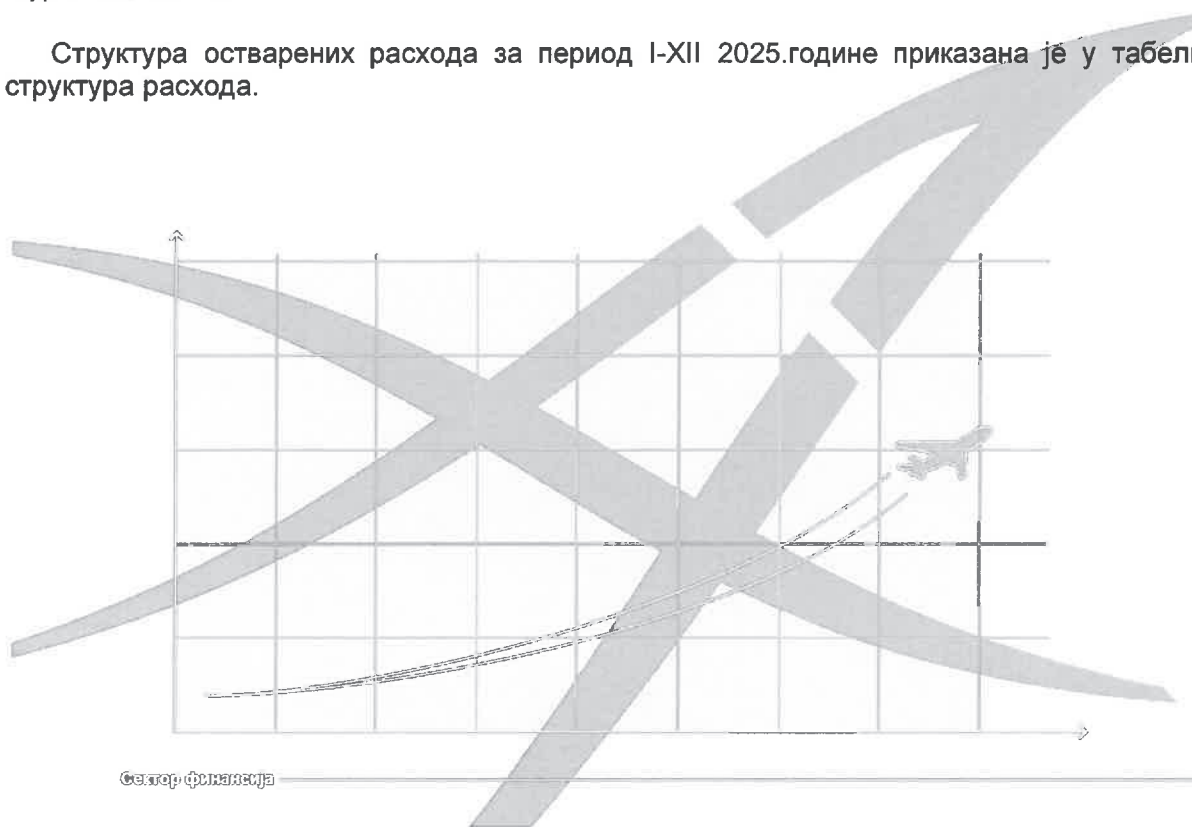 Структура остварених расхода за период I-XII 2025.године приказана је у табели
структура расхода.
Сектор финансија